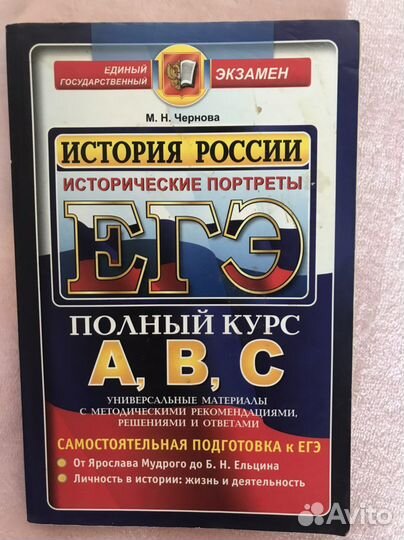 ЕДИНЫЙ
ГОСУДАРСТВЕННЫЙ
ЭКЗАМЕН
М. Н. Чернова
ИСТОРИЯ РОССИИ
ИСТОРИЧЕСКИЕ ПОРТРЕТЫ
ЕГЭ
ПОЛНЫЙ КУРС
А, В, С
УНИВЕРСАЛЬНЫЕ МАТЕРИАЛЫ
С МЕТОДИЧЕСКИМИ РЕКОМЕНДАЦИЯМИ,
РЕШЕНИЯМИ И ОТВЕТАМИ
САМОСТОЯТЕЛЬНАЯ ПОДГОТОВКА к ЕГЭ
От Ярослава Мудрого до Б. Н. Ельцина
Личность в истории: жизнь и деятельность
Avito